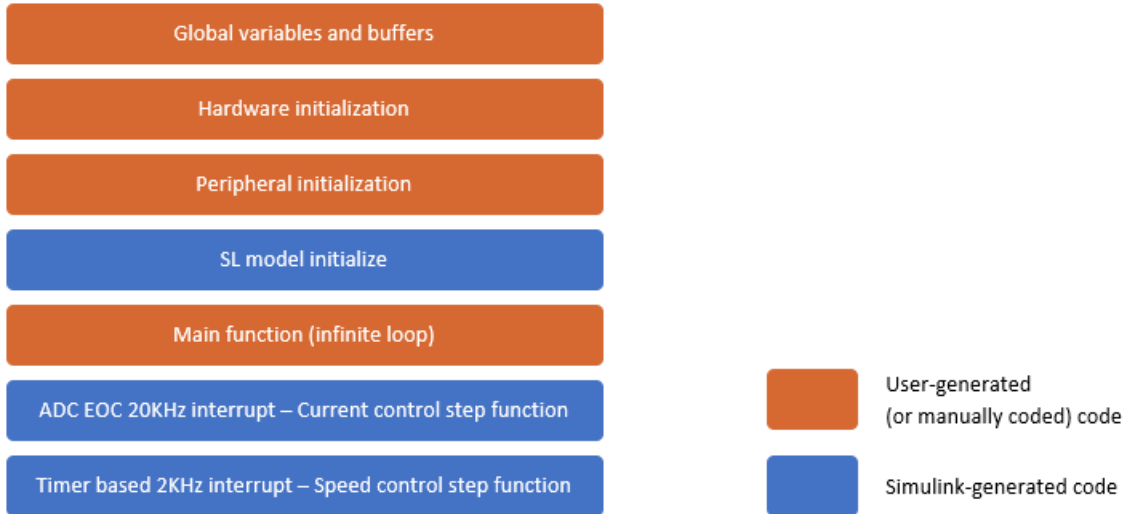 Global variables and buffers
Hardware initialization
Peripheral initialization
SL model initialize
Main function (infinite loop)
ADC EOC 20KHz interrupt – Current control step function
Timer based 2KHz interrupt – Speed control step function
User-generated
(or manually coded) code
Simulink-generated code